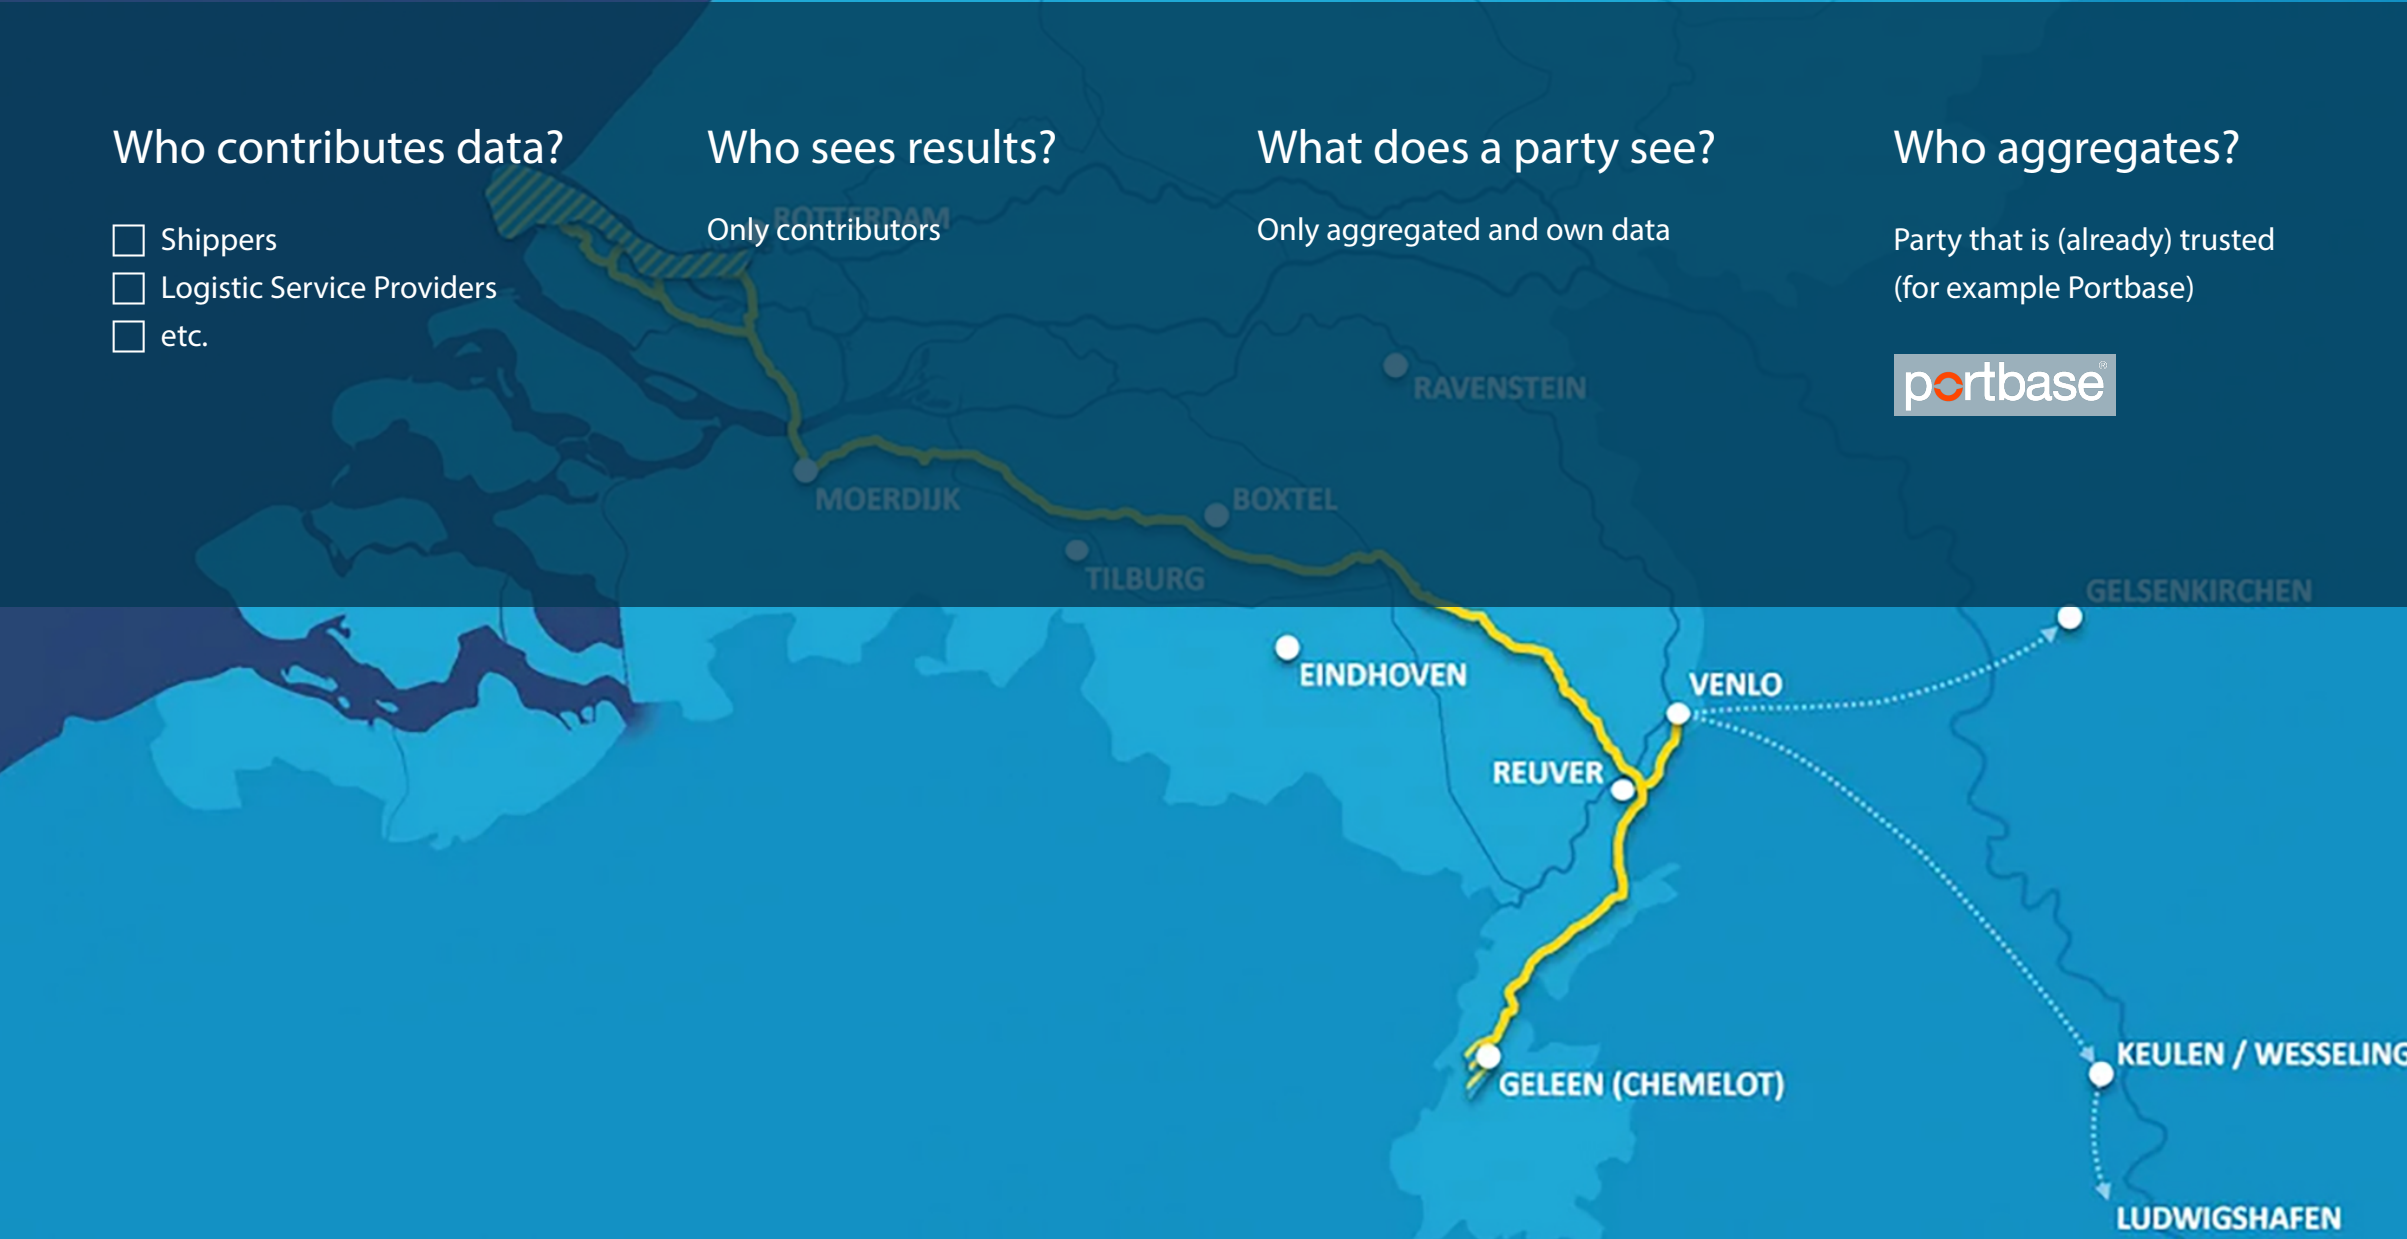 Who contributes data?
Shippers
Logistic Service Providers
etc.
Who sees results?
Only contributors
What does a party see?
Only aggregated and own data
Who aggregates?
Party that is (already) trusted
(for example Portbase)
portbase®
ROTTERDAM
RAVENSTEIN
MOERDIJK
BOXTEL
TILBURG
GELSENKIRCHEN
EINDHOVEN
VENLO
REUVER
KEULEN / WESSELING
GELEEN (CHEMELOT)
LUDWIGSHAFEN